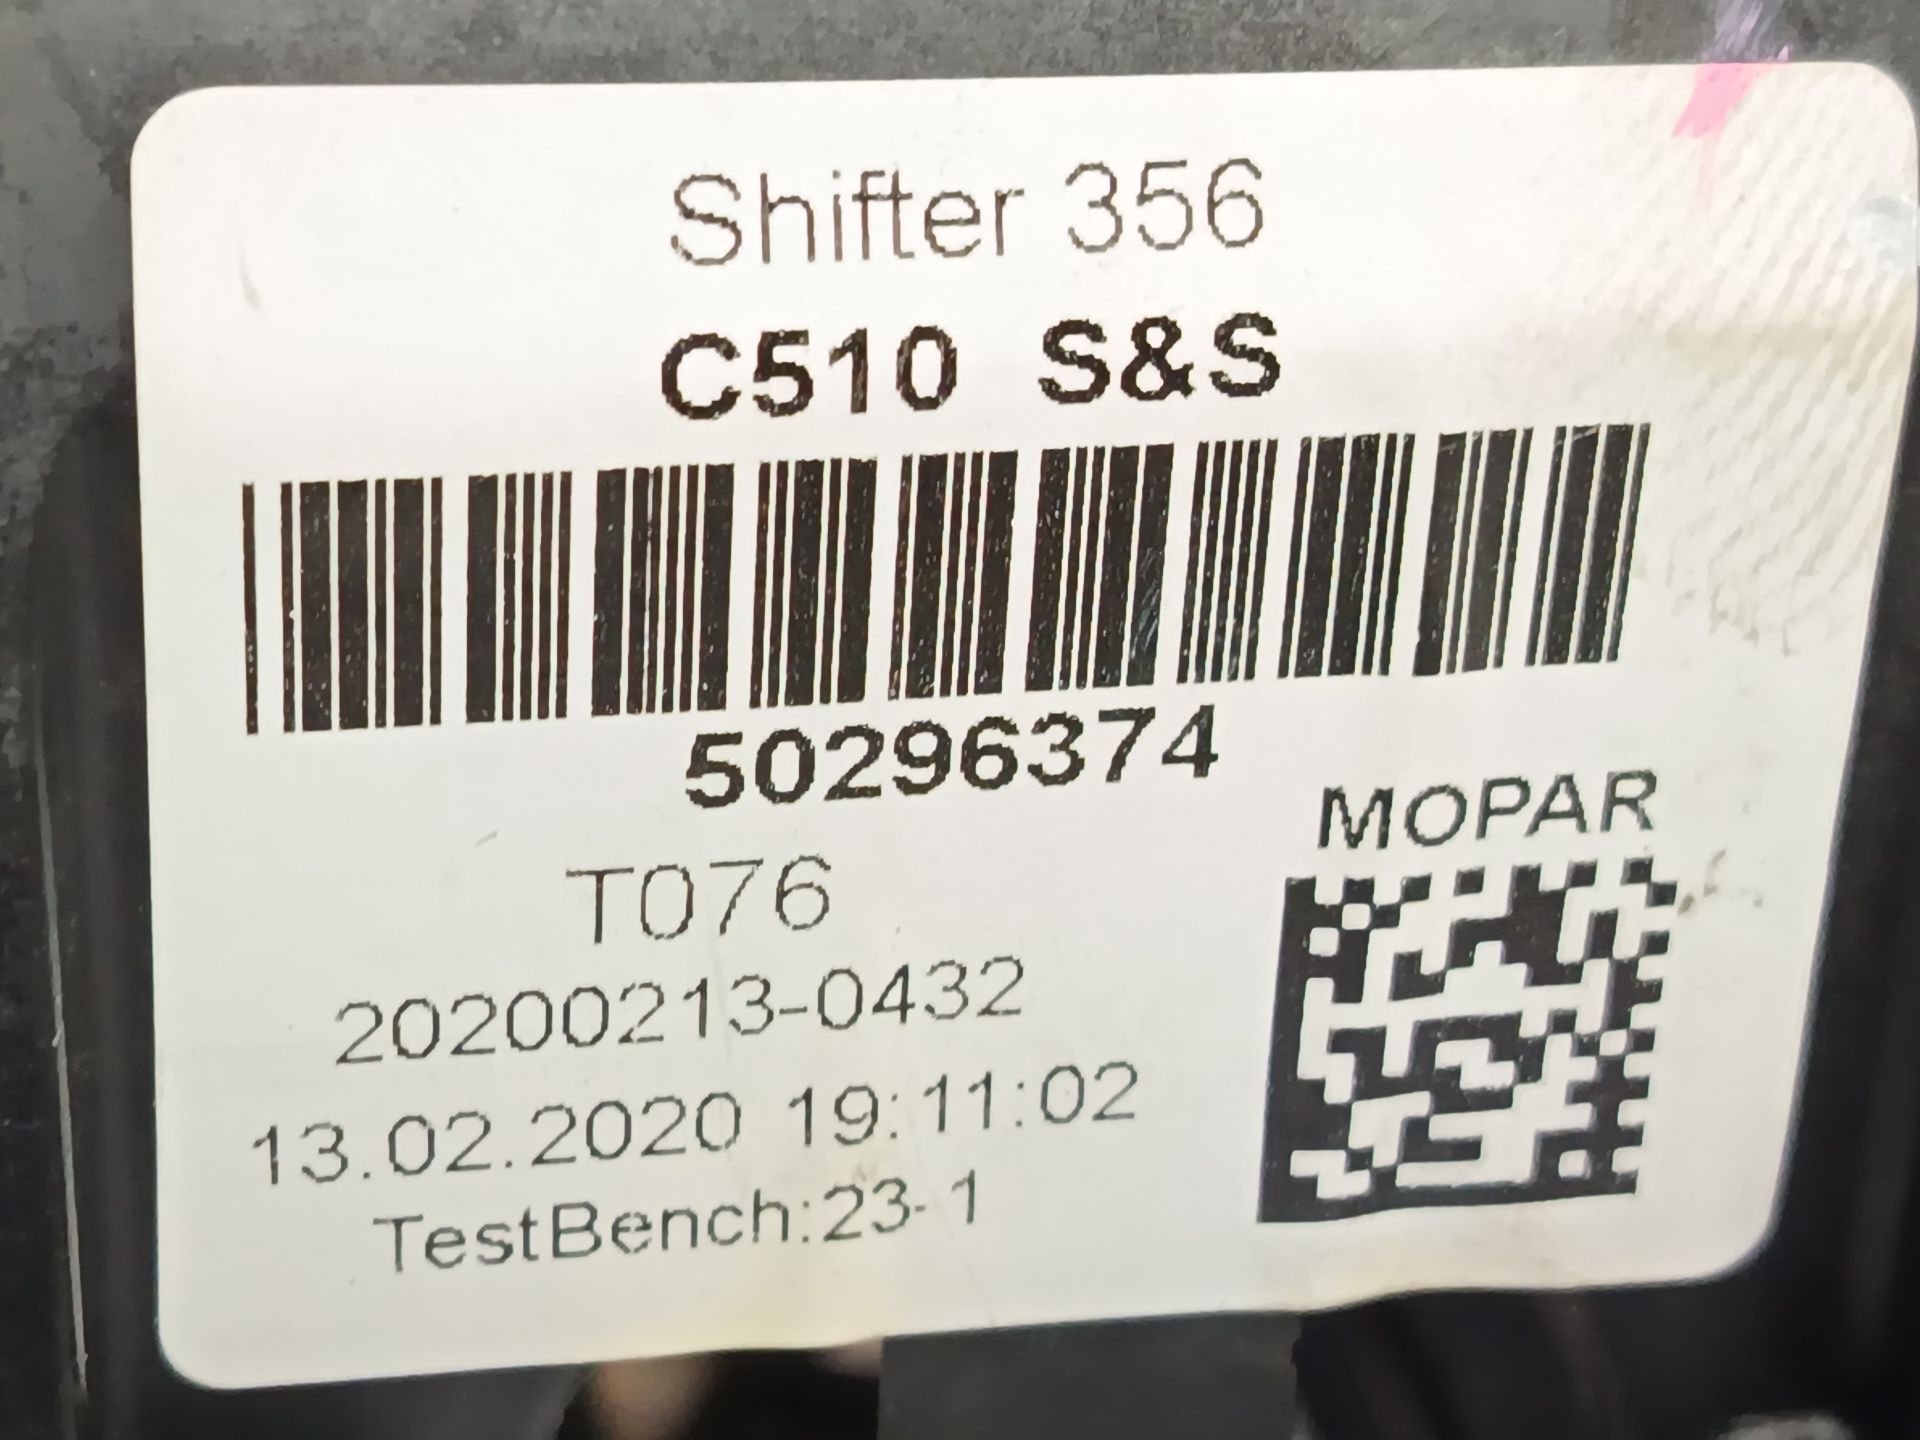 Shifter 356
C510 S&S
50296374
MOPAR
T076
20200213-0432
13.02.2020 19:11:02
TestBench:23-1